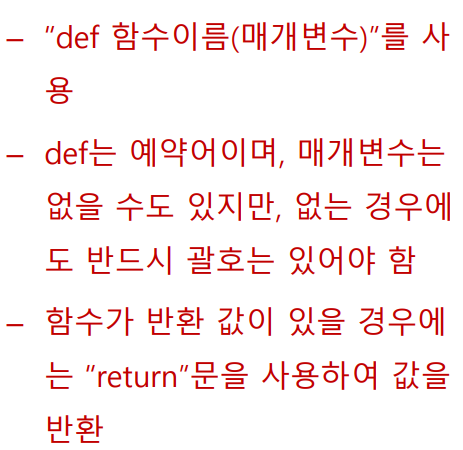 – “def 함수이름(매개변수)”를 사
용
– def는 예약어이며, 매개변수는
없을 수도 있지만, 없는 경우에
도 반드시 괄호는 있어야 함
– 함수가 반환 값이 있을 경우에
는 “return”문을 사용하여 값을
반환